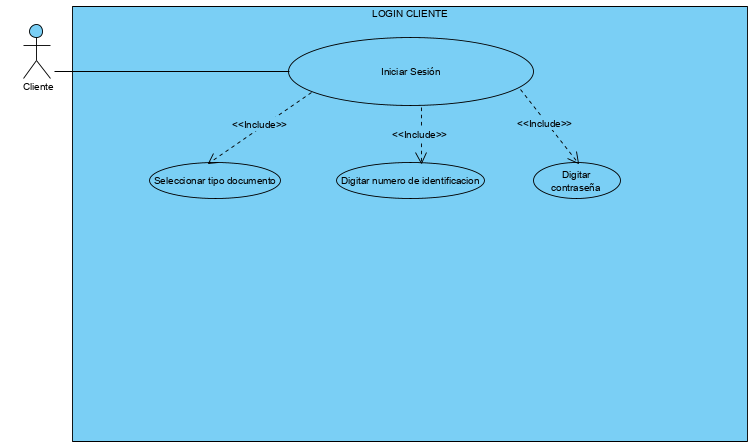 LOGIN CLIENTE
Iniciar Sesión
Cliente
<<Include>>
<<Include>>
<<Include>>
Seleccionar tipo documento
Digitar numero de identificacion
Digitar
contraseña